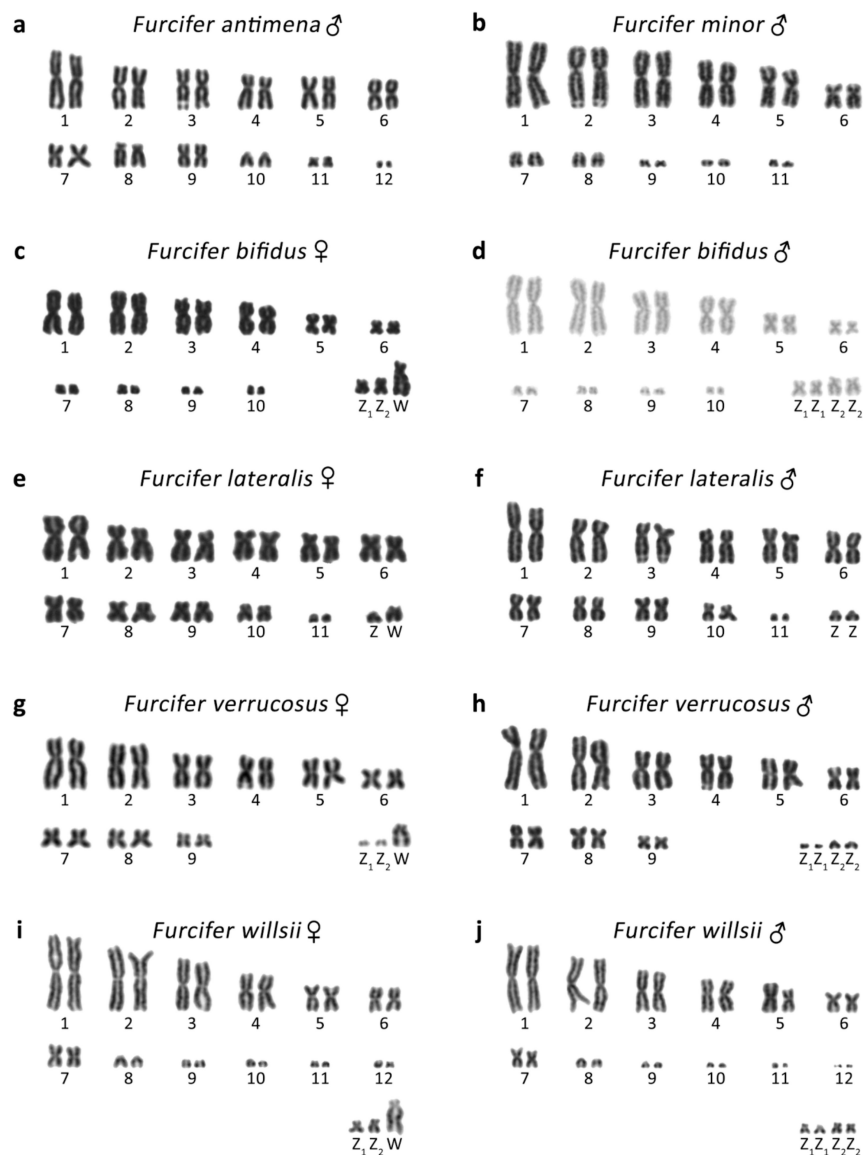 a Furcifer antimena ♂
1 2 3 4 5 6
7 8 9 10 11 12
b Furcifer minor ♂
1 2 3 4 5 6
7 8 9 10 11
c Furcifer bifidus ♀
1 2 3 4 5 6
7 8 9 10 Z₁ Z₂ W
d Furcifer bifidus ♂
1 2 3 4 5 6
7 8 9 10 Z₁ Z₁ Z₂ Z₂
e Furcifer lateralis ♀
1 2 3 4 5 6
7 8 9 10 11 Z W
f Furcifer lateralis ♂
1 2 3 4 5 6
7 8 9 10 11 Z Z
g Furcifer verrucosus ♀
1 2 3 4 5 6
7 8 9 Z₁ Z₂ W
h Furcifer verrucosus ♂
1 2 3 4 5 6
7 8 9 Z₁ Z₁ Z₂ Z₂
i Furcifer willsii ♀
1 2 3 4 5 6
7 8 9 10 11 12
Z₁ Z₂ W
j Furcifer willsii ♂
1 2 3 4 5 6
7 8 9 10 11 12
Z₁ Z₁ Z₂ Z₂